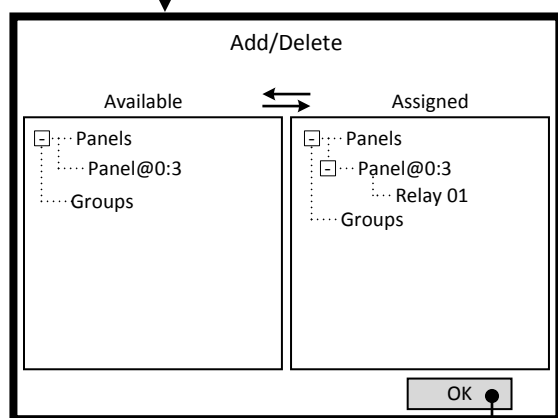 Add/Delete
Available
Assigned
Panels
Panel@0:3
Groups
Panels
Panel@0:3
Relay 01
Groups
OK